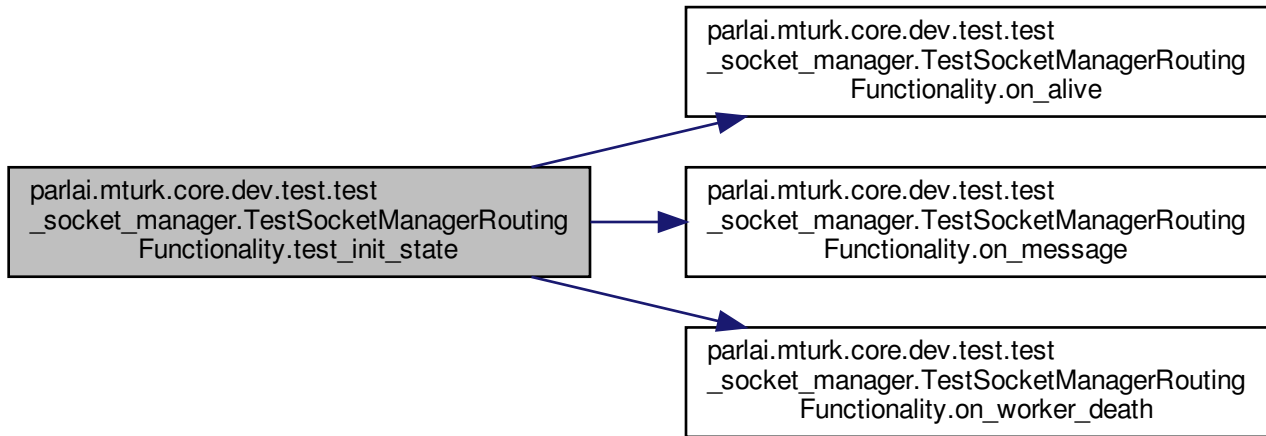 parlai.mturk.core.dev.test.test
_socket_manager.TestSocketManagerRouting
Functionality.on_alive
parlai.mturk.core.dev.test.test
_socket_manager.TestSocketManagerRouting
Functionality.test_init_state
parlai.mturk.core.dev.test.test
_socket_manager.TestSocketManagerRouting
Functionality.on_message
parlai.mturk.core.dev.test.test
_socket_manager.TestSocketManagerRouting
Functionality.on_worker_death